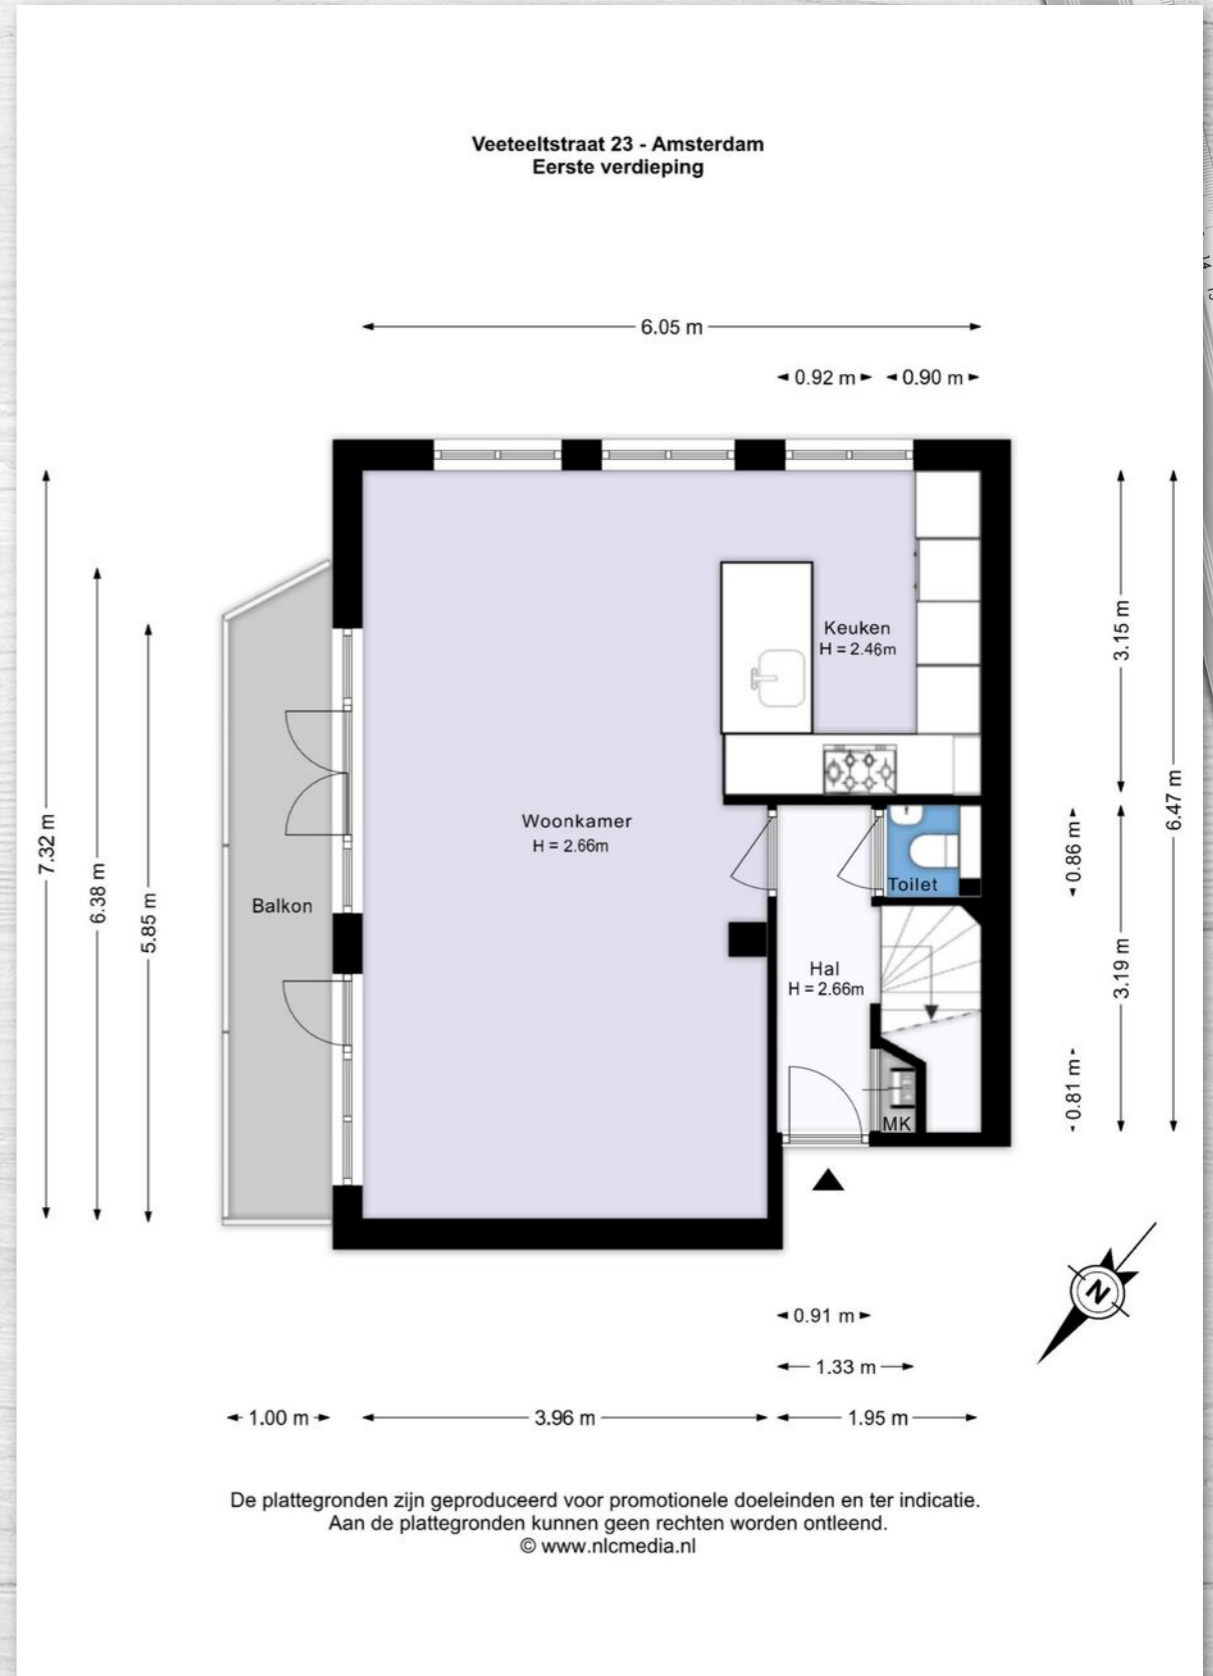 Veeteeltstraat 23 - Amsterdam
Eerste verdieping
6.05 m
0.92 m
0.90 m
7.32 m
6.38 m
5.85 m
3.15 m
6.47 m
0.86 m
3.19 m
0.81 m
Keuken
H = 2.46m
Woonkamer
H = 2.66m
Balkon
Toilet
Hal
H = 2.66m
MK
N
0.91 m
1.33 m
1.00 m
3.96 m
1.95 m
De plattegronden zijn geproduceerd voor promotionele doeleinden en ter indicatie.
Aan de plattegronden kunnen geen rechten worden ontleend.
© www.nlcmedia.nl
14